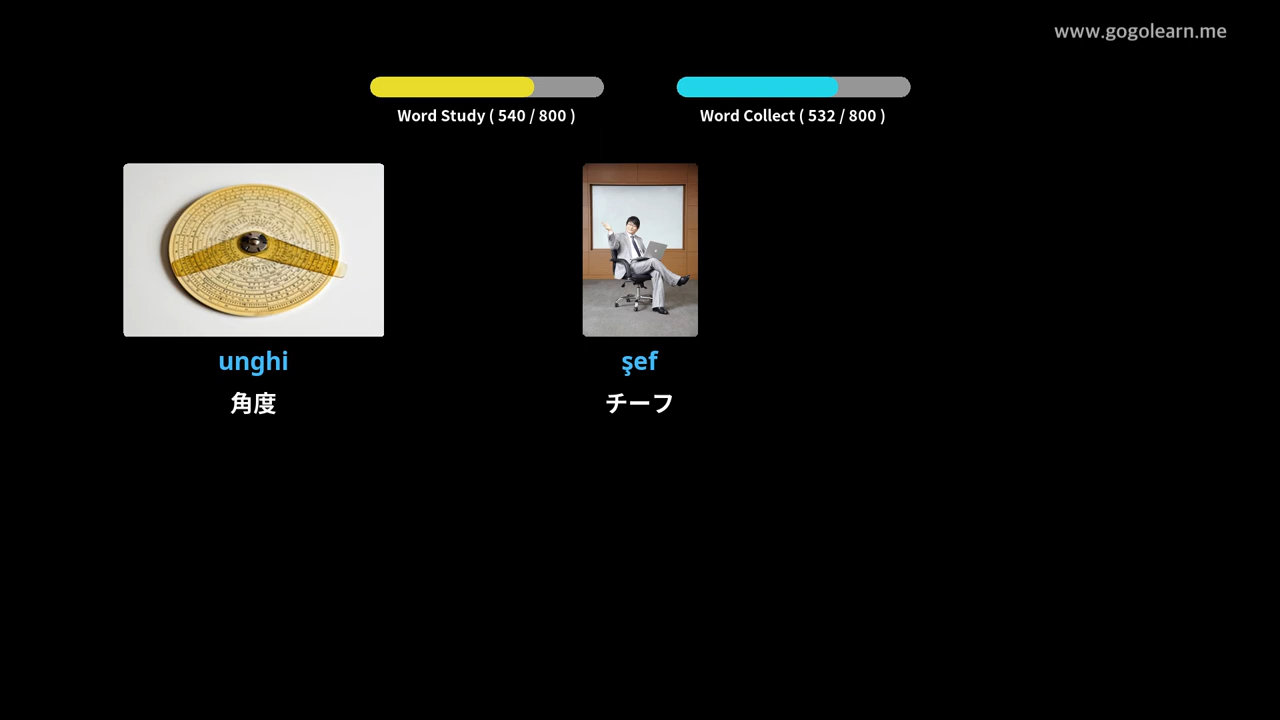 www.gogolearn.me
Word Study ( 540 / 800 )
Word Collect ( 532 / 800 )
unghi
şef
角度
チーフ